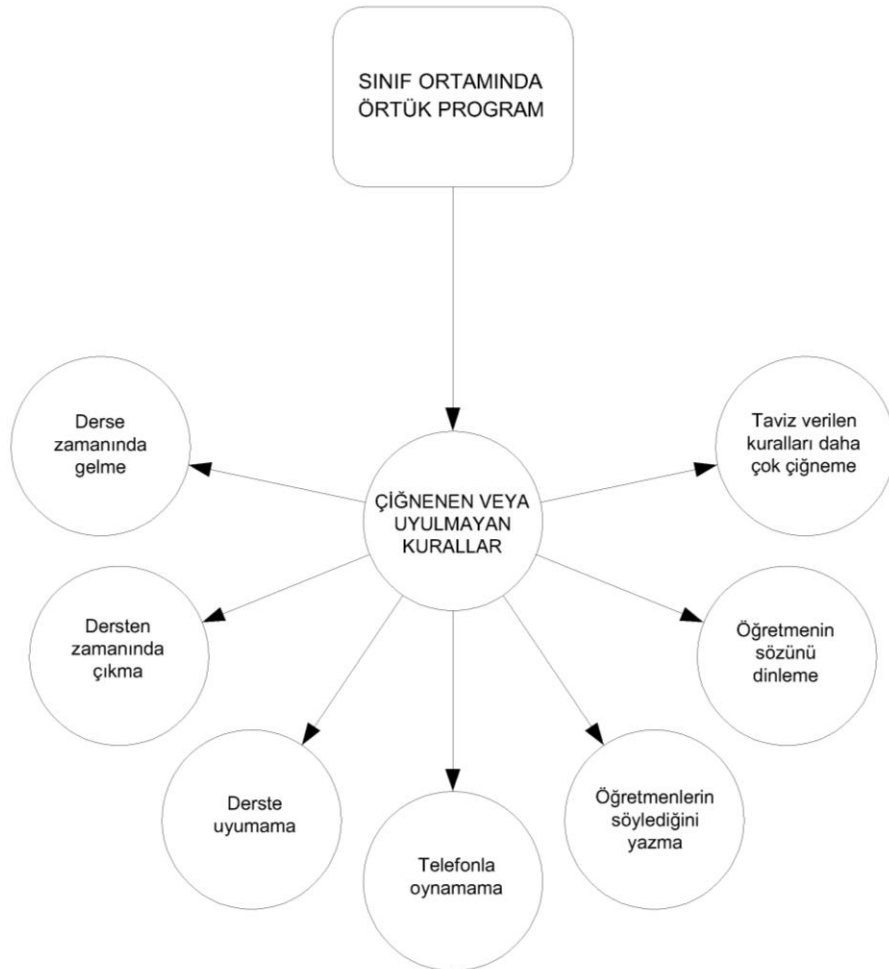 SINIF ORTAMINDA
ÖRTÜK PROGRAM
Derse
zamanında
gelme
ÇİĞNENEN VEYA
UYULMAYAN
KURALLAR
Taviz verilen
kuralları daha
çok çiğneme
Dersten
zamanında
çıkma
Öğretmenin
sözünü
dinleme
Derste
uyumama
Telefonla
oynamama
Öğretmenlerin
söylediğini
yazma